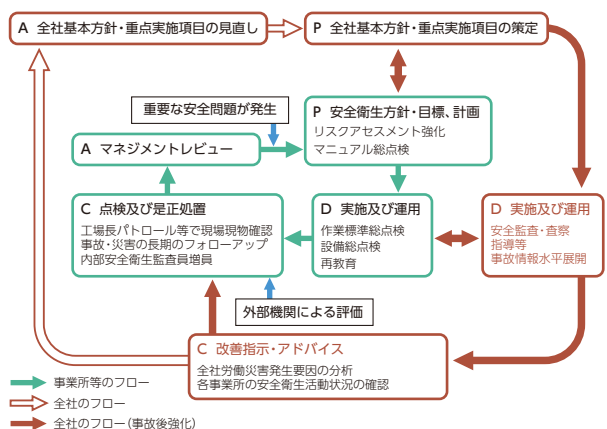 A 全社基本方針・重点実施項目の見直し
P 全社基本方針・重点実施項目の策定
重要な安全問題が発生
P 安全衛生方針・目標、計画
リスクアセスメント強化
マニュアル総点検
A マネジメントレビュー
C 点検及び是正処置
工場長パトロール等で現場現物確認
事故・災害の長期のフォローアップ
内部安全衛生監査員増員
D 実施及び運用
作業標準総点検
設備総点検
再教育
D 実施及び運用
安全監査・査察
指導等
事故情報水平展開
外部機関による評価
C 改善指示・アドバイス
全社労働災害発生要因の分析
各事業所の安全衛生活動状況の確認
事業所等のフロー
全社のフロー
全社のフロー(事故後強化)